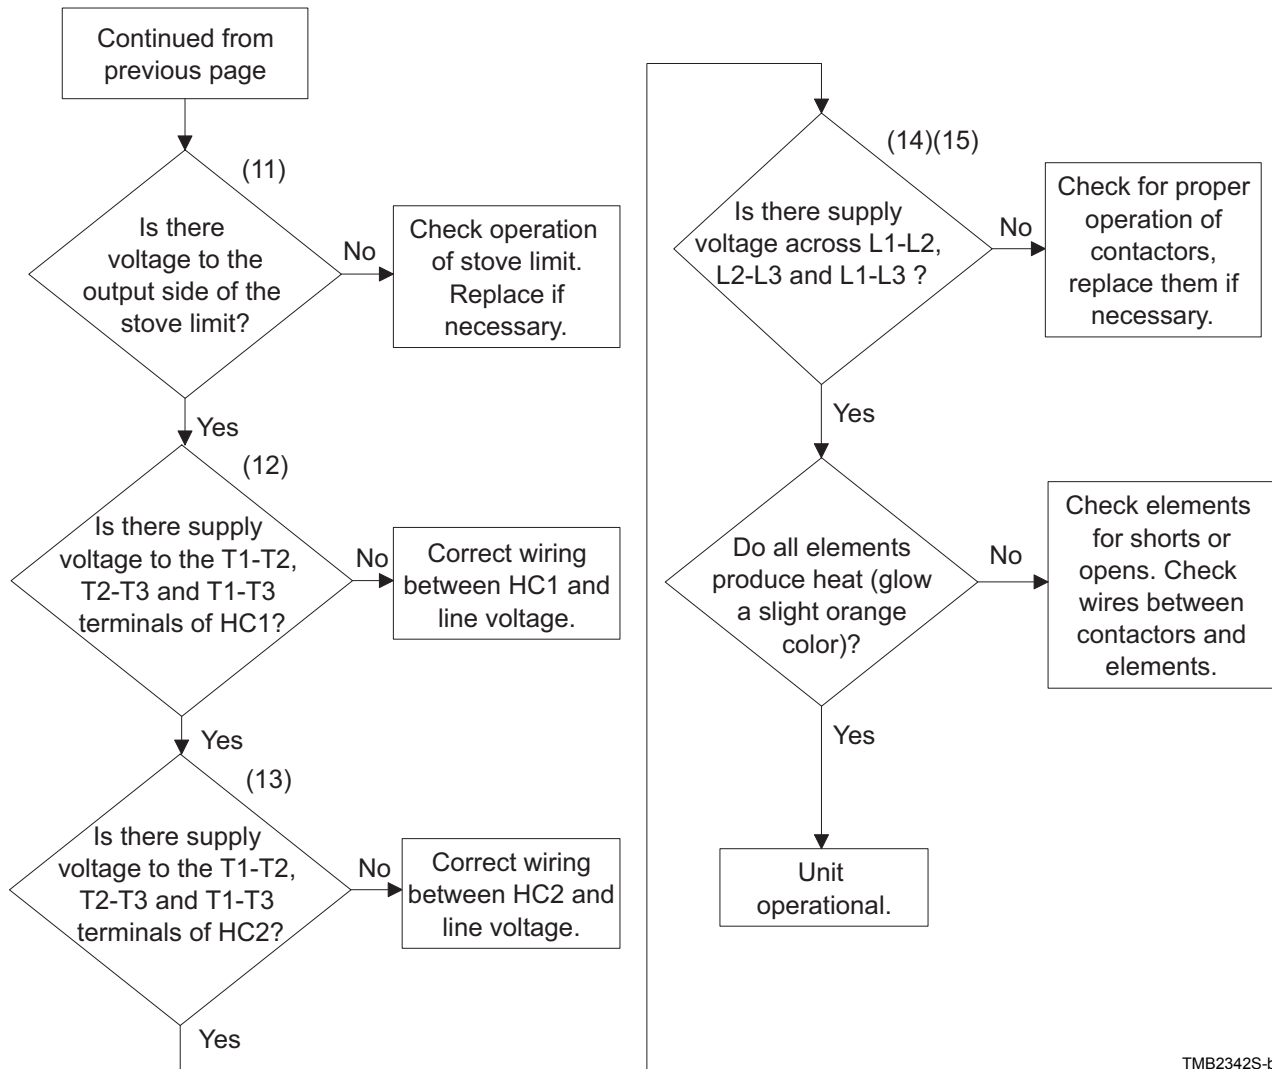 Continued from
previous page
(11)
Is there
voltage to the
output side of the
stove limit?
No
Check operation
of stove limit.
Replace if
necessary.
Yes
(12)
Is there supply
voltage to the T1-T2,
T2-T3 and T1-T3
terminals of HC1?
No
Correct wiring
between HC1 and
line voltage.
Yes
(13)
Is there supply
voltage to the T1-T2,
T2-T3 and T1-T3
terminals of HC2?
No
Correct wiring
between HC2 and
line voltage.
Yes
(14)(15)
Is there supply
voltage across L1-L2,
L2-L3 and L1-L3 ?
No
Check for proper
operation of
contactors,
replace them if
necessary.
Yes
Do all elements
produce heat (glow
a slight orange
color)?
No
Check elements
for shorts or
opens. Check
wires between
contactors and
elements.
Yes
Unit
operational.
TMB2342S-b